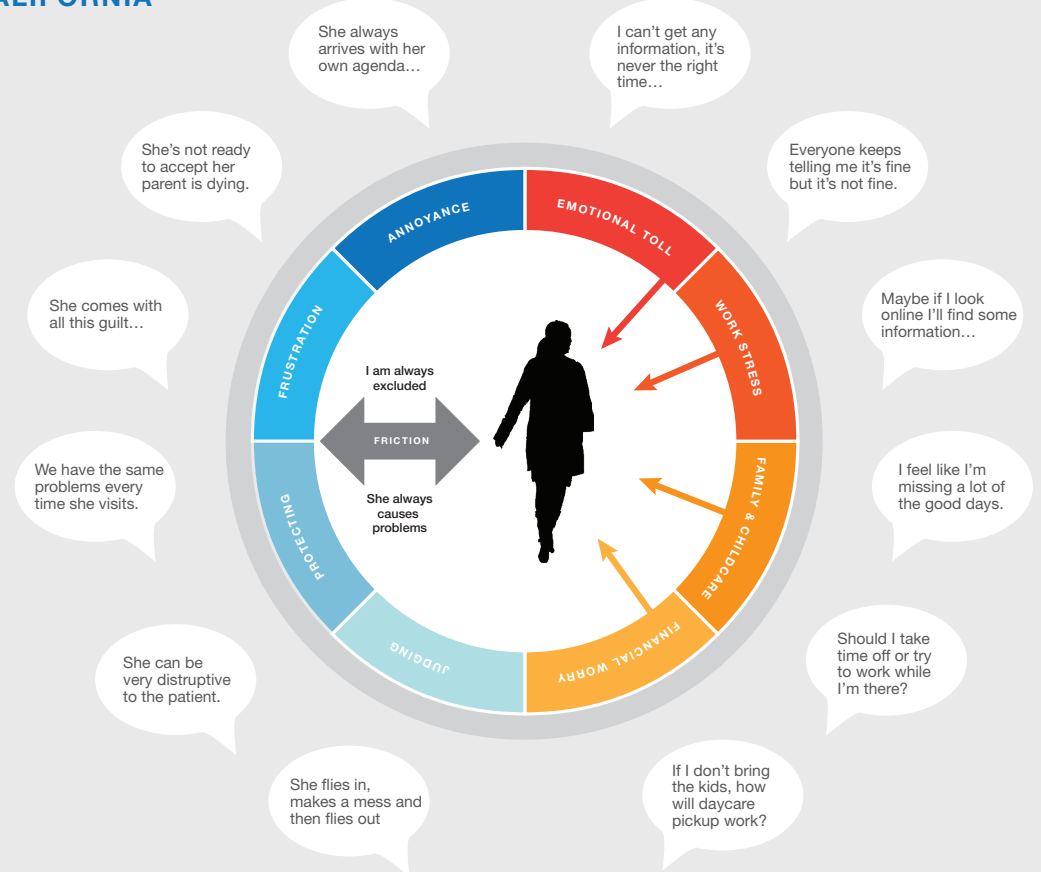 ALIFORNIA
She always
arrives with her
own agenda…
I can’t get any
information, it’s
never the right
time…
She’s not ready
to accept her
parent is dying.
Everyone keeps
telling me it’s fine
but it’s not fine.
ANNOYANCE
EMOTIONAL TOLL
She comes with
all this guilt…
Maybe if I look
online I’ll find some
information…
FRUSTRATION
WORK STRESS
I am always
excluded
FRICTION
She always
causes
problems
We have the same
problems every
time she visits.
I feel like I’m
missing a lot of
the good days.
PROTECTING
FAMILY & CHILDCARE
JUDGING
FINANCIAL WORRY
She can be
very distruptive
to the patient.
Should I take
time off or try
to work while
I’m there?
She flies in,
makes a mess and
then flies out
If I don’t bring
the kids, how
will daycare
pickup work?